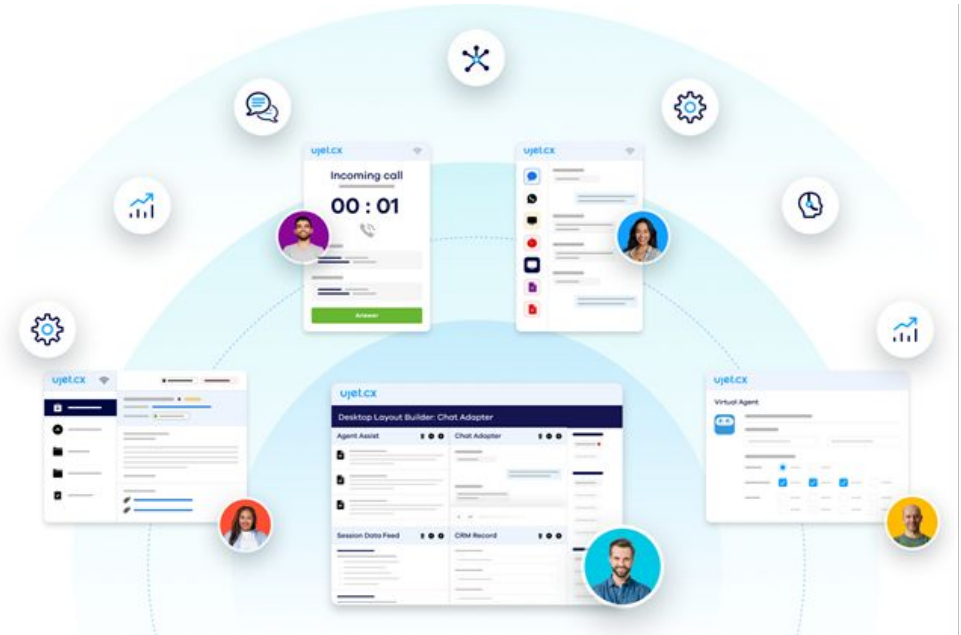 ujet.cx
Incoming call
00 : 01
Answer
ujet.cx
ujet.cx
ujet.cx
Desktop Layout Builder: Chat Adapter
Agent Assist
Chat Adapter
Session Data Feed
CRM Record
ujet.cx
Virtual Agent